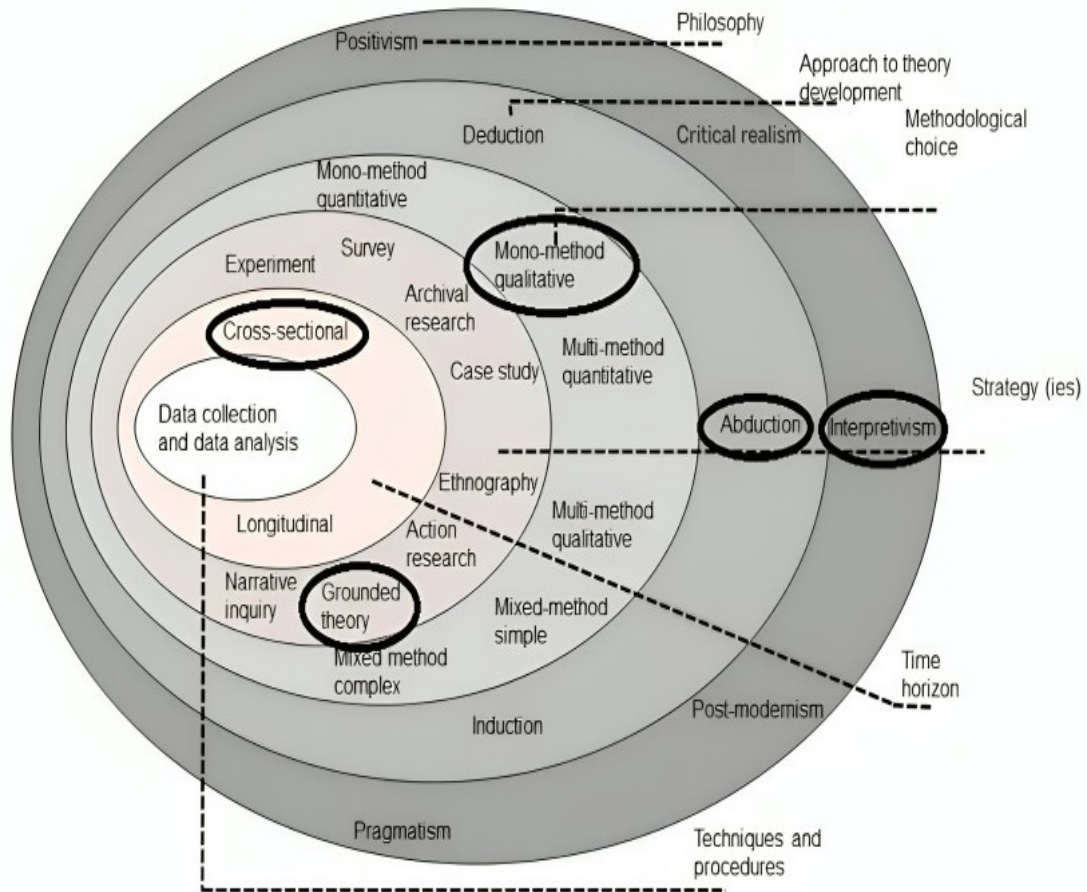 Philosophy
Positivism
Approach to theory
development
Methodological
choice
Deduction
Critical realism
Mono-method
quantitative
Survey
Mono-method
qualitative
Experiment
Archival
research
Cross-sectional
Multi-method
quantitative
Case study
Strategy (ies)
Data collection
and data analysis
Abduction
Interpretivism
Ethnography
Longitudinal
Action
research
Multi-method
qualitative
Narrative
inquiry
Grounded
theory
Mixed-method
simple
Mixed method
complex
Time
horizon
Induction
Post-modernism
Pragmatism
Techniques and
procedures